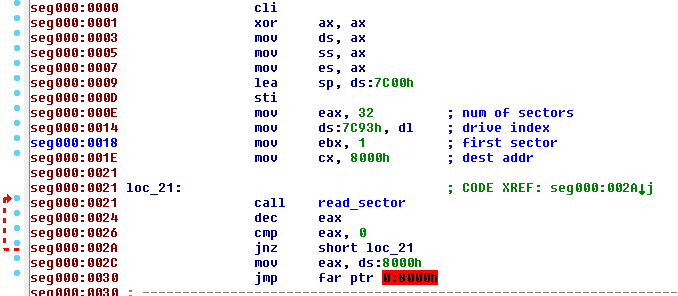 seg000:0000 cli
seg000:0001 xor ax, ax
seg000:0003 mov ds, ax
seg000:0005 mov ss, ax
seg000:0007 mov es, ax
seg000:0009 lea sp, ds:7C00h
seg000:000D sti
seg000:000E mov eax, 32 ; num of sectors
seg000:0014 mov ds:7C93h, dl ; drive index
seg000:0018 mov ebx, 1 ; first sector
seg000:001E mov cx, 8000h ; dest addr
seg000:0021
seg000:0021 loc_21: ; CODE XREF: seg000:002A↓j
seg000:0021 call read_sector
seg000:0024 dec eax
seg000:0026 cmp eax, 0
seg000:002A jnz short loc_21
seg000:002C mov eax, ds:8000h
seg000:0030 jmp far ptr 0:8000h
seg000:0030 ; ---------------------------------------------------------------------------